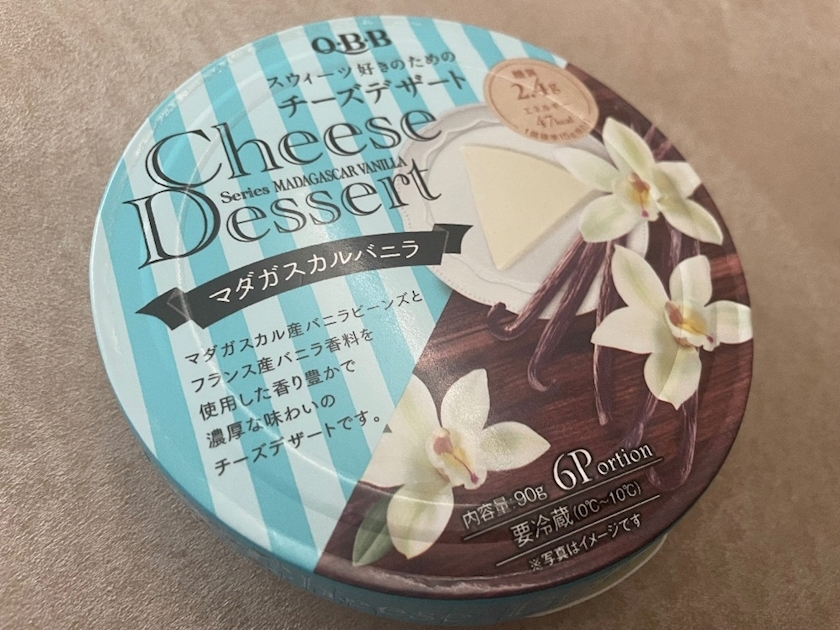 Q・B・B
スウィーツ好きのための
チーズデザート
Cheese
Series MADAGASCAR VANILLA
Dessert
マダガスカルバニラ
マダガスカル産バニラビーンズと
フランス産バニラ香料を
使用した香り豊かで
濃厚な味わいの
チーズデザートです。
糖質
2.4g
エネルギー
47kcal
内容量:90g 6Portion
要冷蔵(0℃~10℃)
※写真はイメージです